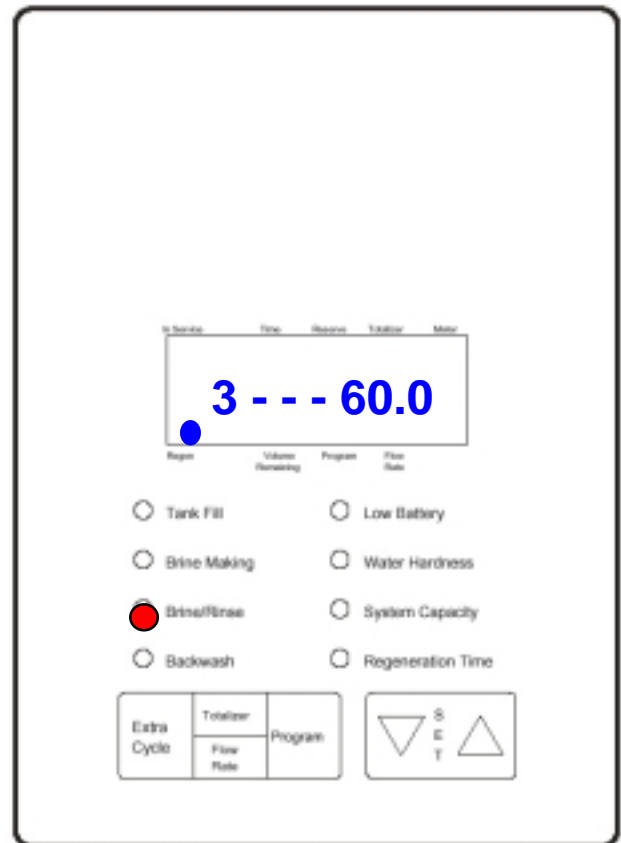 In Service Time Reserve Totalizer Meter
3 - - - 60.0
Regen Volume Remaining Program Flow Rate
Tank Fill
Low Battery
Brine Making
Water Hardness
Brine/Rinse
System Capacity
Backwash
Regeneration Time
Extra Cycle
Totalizer
Flow Rate
Program
SET